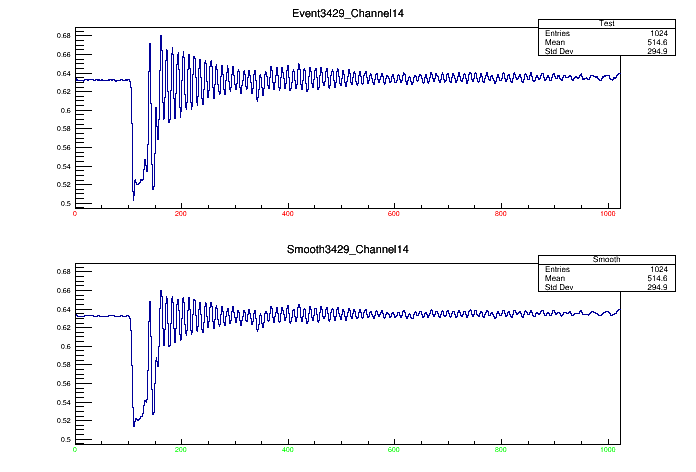 Event3429_Channel14
Test
Entries 1024
Mean 514.6
Std Dev 294.9
0.68
0.66
0.64
0.62
0.6
0.58
0.56
0.54
0.52
0.5
0 200 400 600 800 1000
Smooth3429_Channel14
Smooth
Entries 1024
Mean 514.6
Std Dev 294.9
0.68
0.66
0.64
0.62
0.6
0.58
0.56
0.54
0.52
0.5
0 200 400 600 800 1000